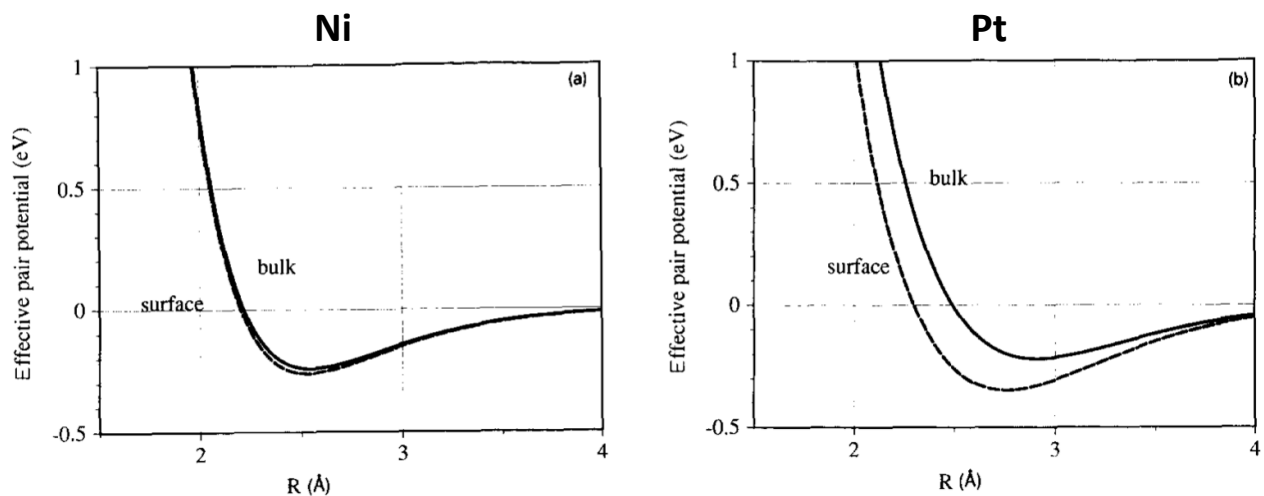 Ni
Pt
(a)
1
0.5
0
-0.5
2
3
4
Effective pair potential (eV)
R (Å)
bulk
surface
(b)
1
0.5
0
-0.5
2
3
4
Effective pair potential (eV)
R (Å)
bulk
surface